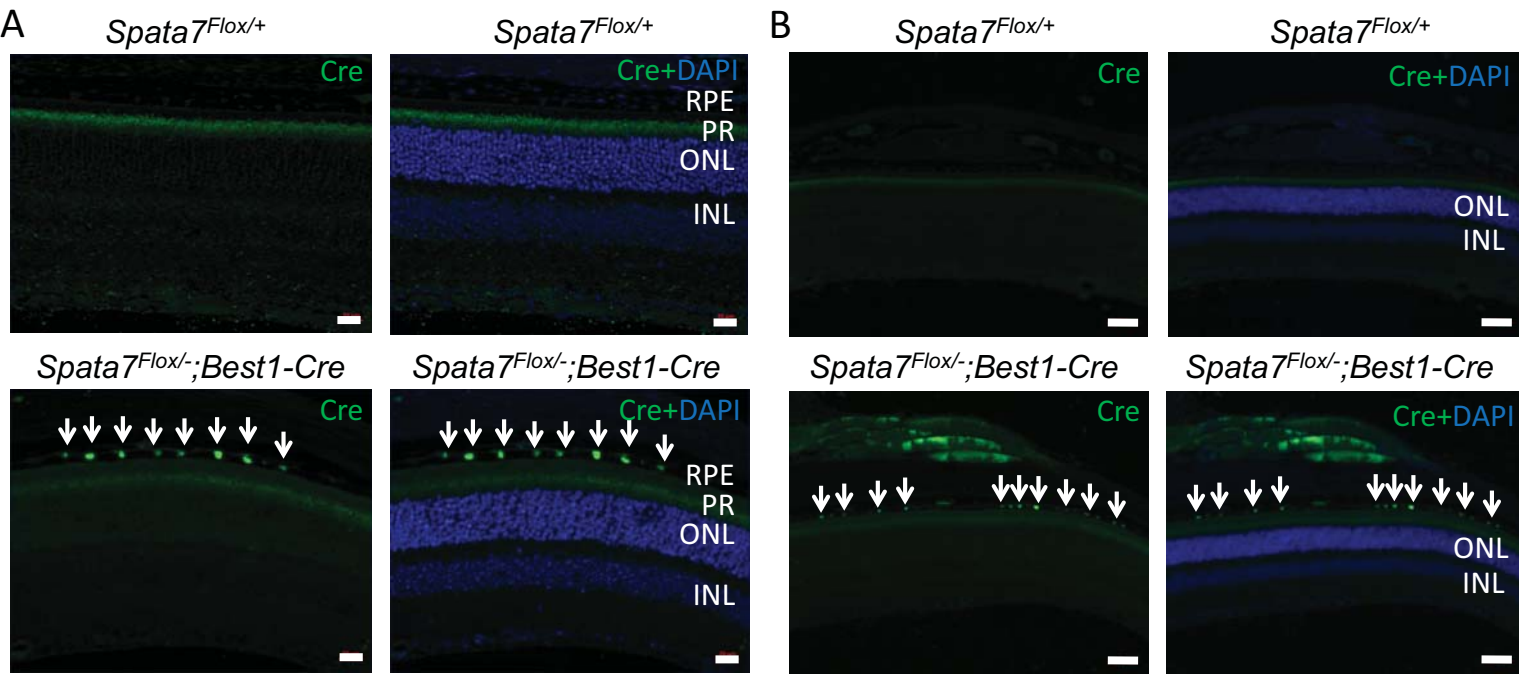 A
Spata7Flox/+
Spata7Flox/+
Cre
Cre+DAPI
RPE
PR
ONL
INL
Spata7Flox/-;Best1-Cre
Spata7Flox/-;Best1-Cre
Cre
Cre+DAPI
RPE
PR
ONL
INL
B
Spata7Flox/+
Spata7Flox/+
Cre
Cre+DAPI
ONL
INL
Spata7Flox/-;Best1-Cre
Spata7Flox/-;Best1-Cre
Cre
Cre+DAPI
ONL
INL